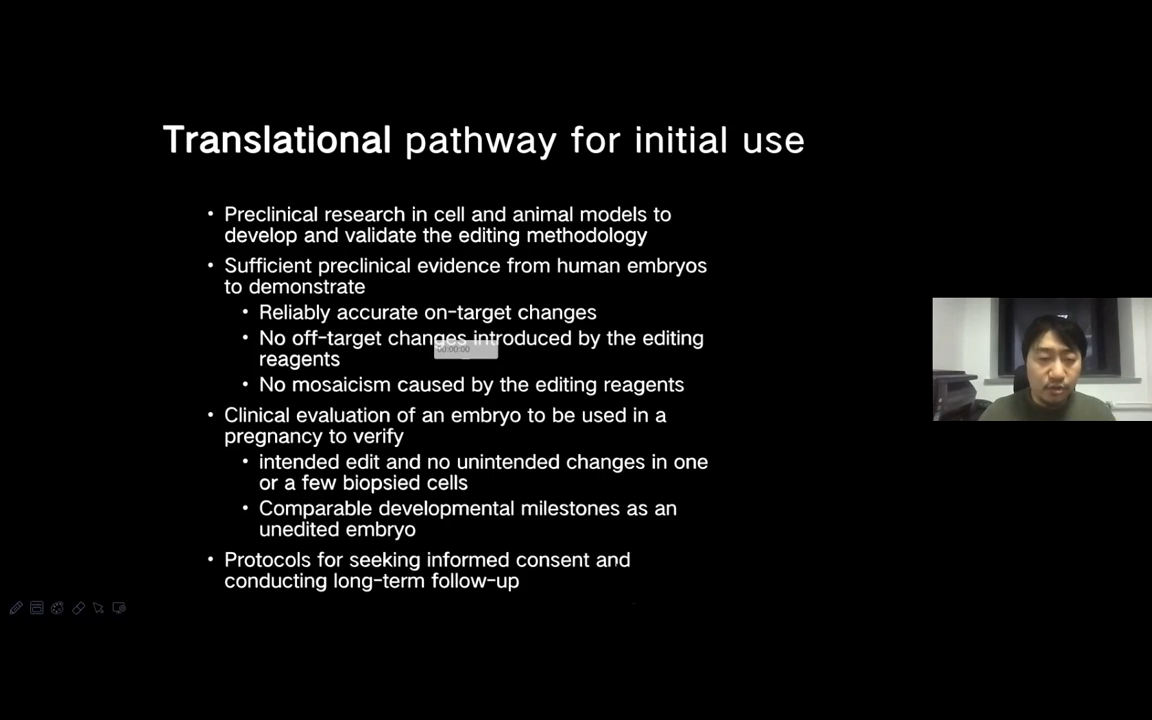 Translational pathway for initial use
• Preclinical research in cell and animal models to
develop and validate the editing methodology
• Sufficient preclinical evidence from human embryos
to demonstrate
• Reliably accurate on-target changes
• No off-target changes introduced by the editing
reagents
00:00:00
• No mosaicism caused by the editing reagents
• Clinical evaluation of an embryo to be used in a
pregnancy to verify
• intended edit and no unintended changes in one
or a few biopsied cells
• Comparable developmental milestones as an
unedited embryo
• Protocols for seeking informed consent and
conducting long-term follow-up